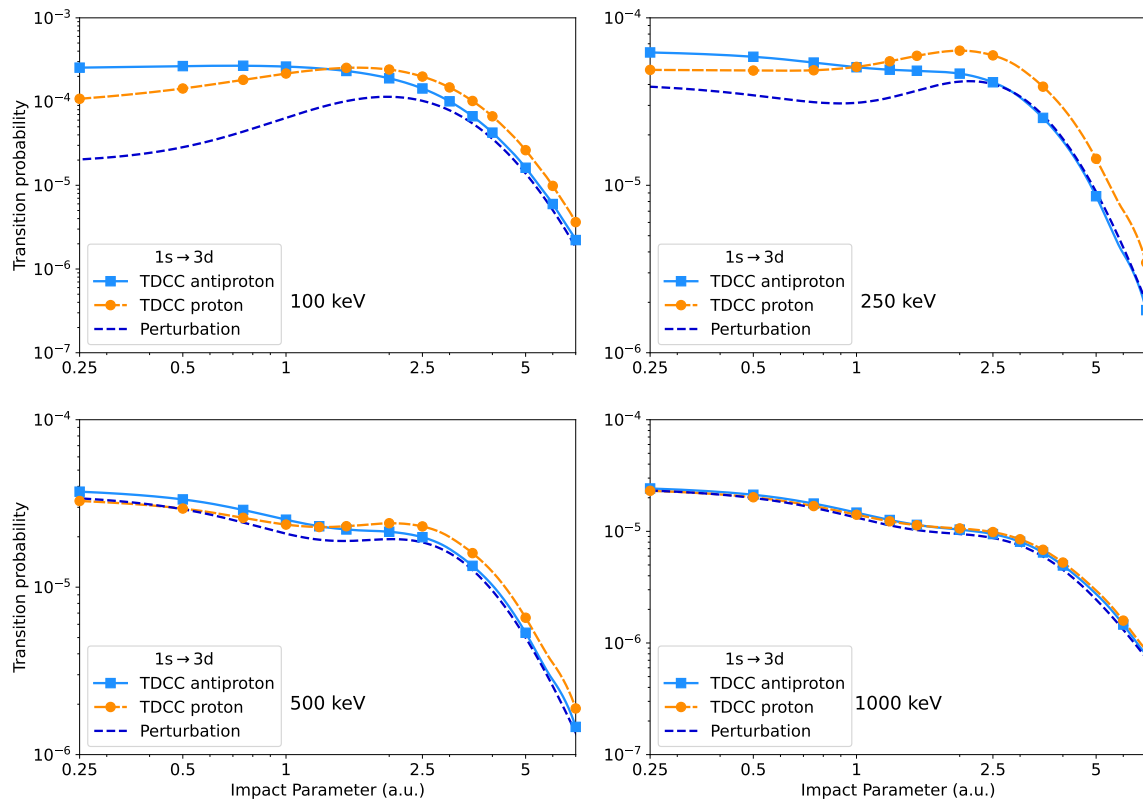 10^{-3}
10^{-4}
10^{-5}
10^{-6}
10^{-7}
Transition probability
0.25 0.5 1 2.5 5
1s→3d
TDCC antiproton
TDCC proton
Perturbation
100 keV
10^{-4}
10^{-5}
10^{-6}
0.25 0.5 1 2.5 5
1s→3d
TDCC antiproton
TDCC proton
Perturbation
250 keV
10^{-4}
10^{-5}
10^{-6}
Transition probability
0.25 0.5 1 2.5 5
Impact Parameter (a.u.)
1s→3d
TDCC antiproton
TDCC proton
Perturbation
500 keV
10^{-4}
10^{-5}
10^{-6}
10^{-7}
0.25 0.5 1 2.5 5
Impact Parameter (a.u.)
1s→3d
TDCC antiproton
TDCC proton
Perturbation
1000 keV